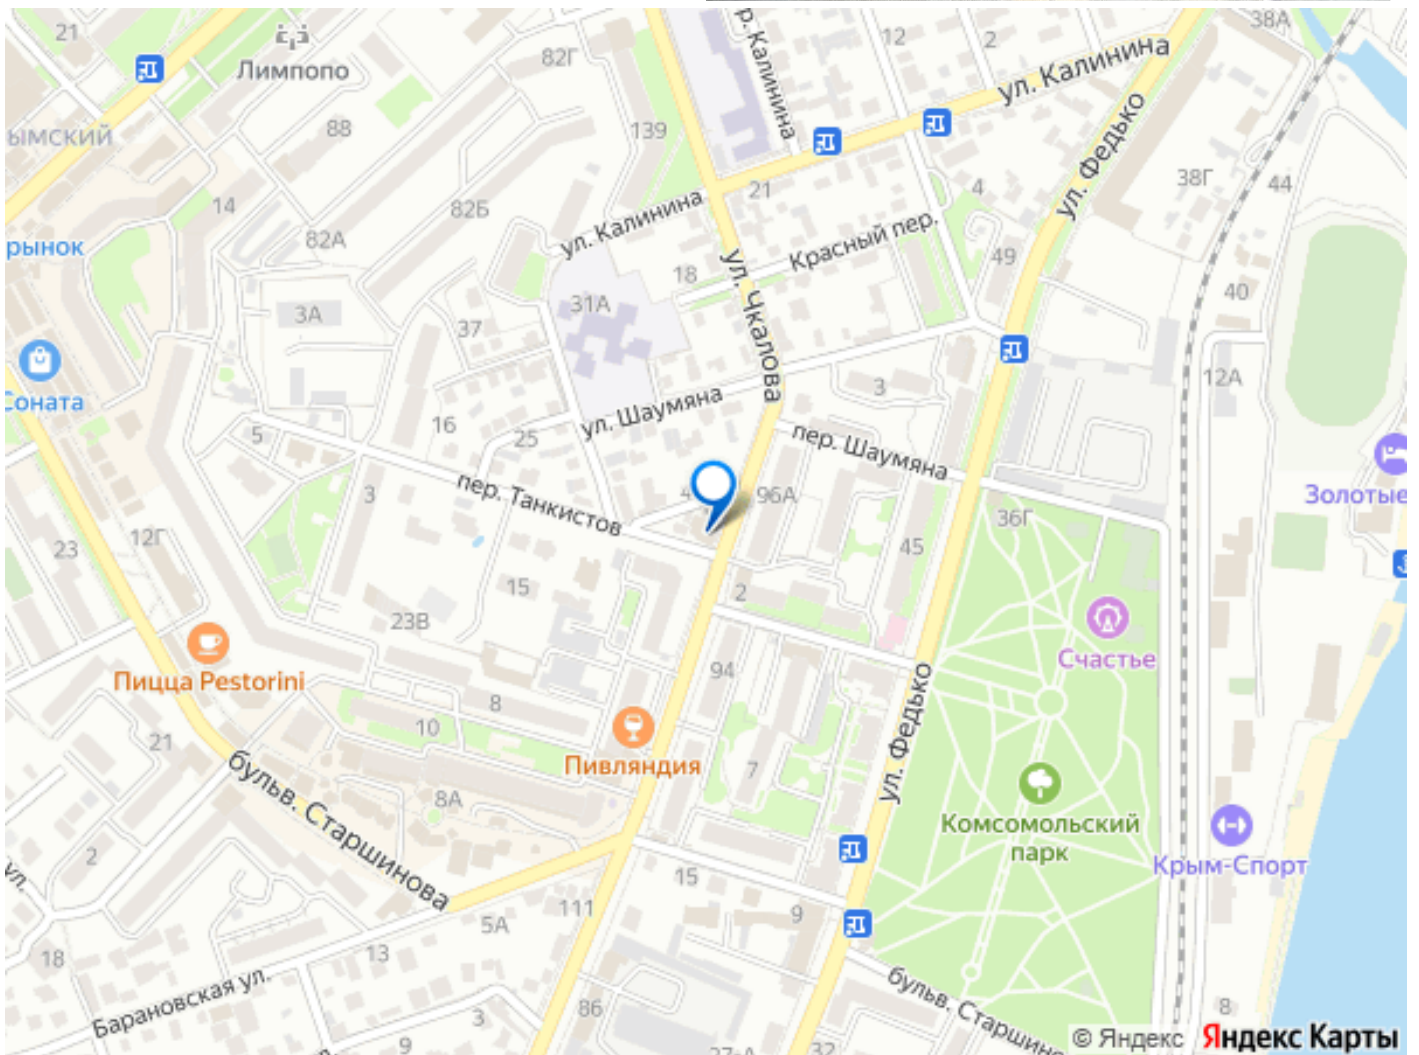 21
Лимпопо
82Г
р. Калинина
12
2
38А
ул. Калинина
ымский
88
139
ул. Федько
38Г
44
14
82Б
21
4
82А
ул. Калинина
Красный пер.
рынок
18
49
ул. Чкалова
31А
40
3А
37
12А
Соната
3
ул. Шаумяна
16
25
5
пер. Шаумяна
3
пер. Танкистов
4
96А
Золотые
36Г
12Г
23
45
15
2
23В
Счастье
94
Пицца Pestorini
8
10
21
Пивляндия
7
ул. Федько
бульв. Старшинова
8А
Комсомольский
парк
Крым-Спорт
2
ул.
15
111
9
5А
13
18
Барановская ул.
86
бульв. Старшино
3
9
8
32
© Яндекс
Яндекс Карты